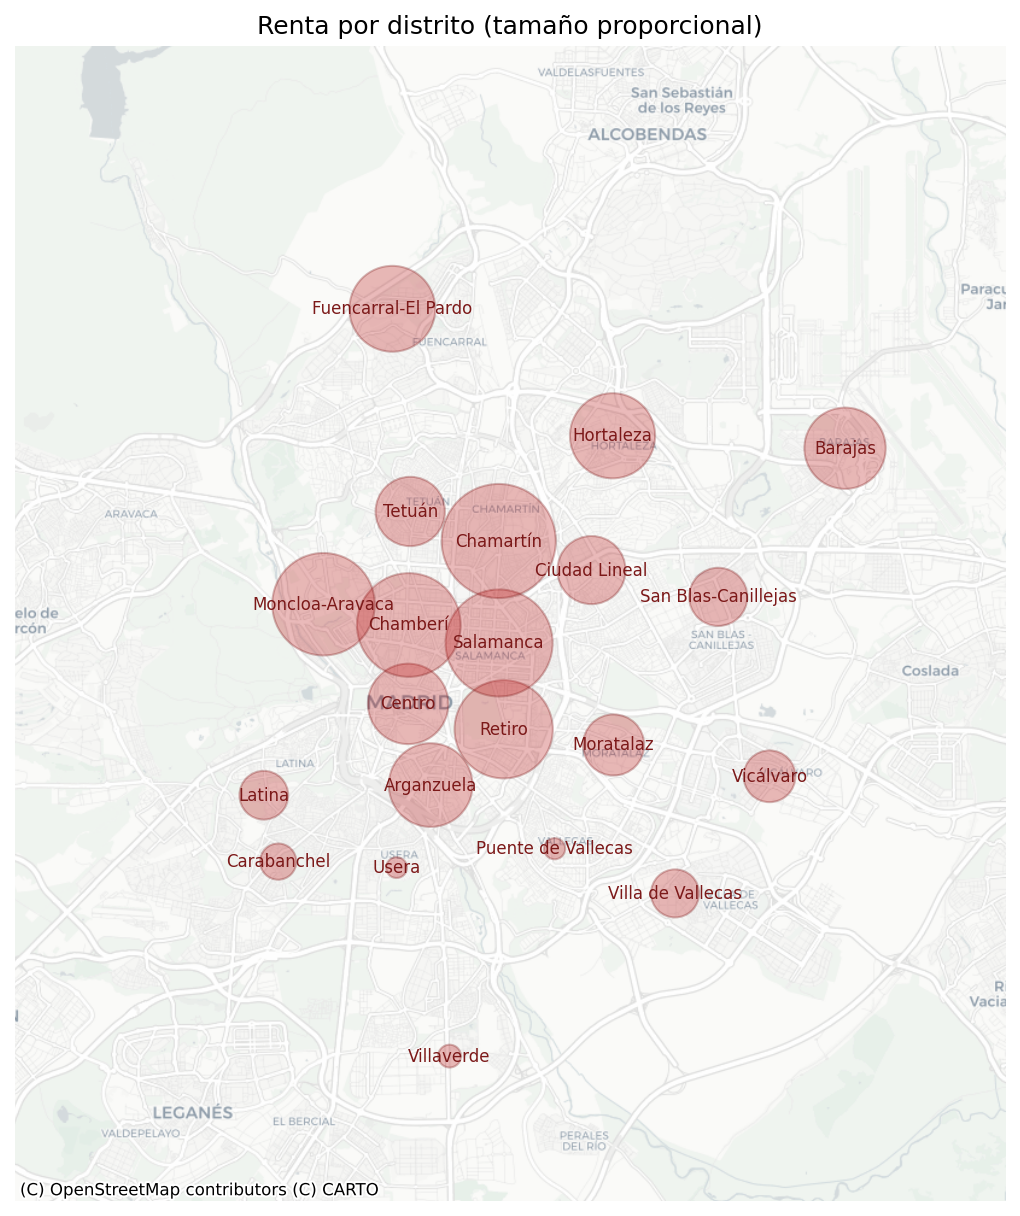 Renta por distrito (tamaño proporcional)
VALDELASFUENTES
San Sebastián
de los Reyes
ALCOBENDAS
Paracu
Jar
Fuencarral-El Pardo
FUENCARRAL
Hortaleza
HORTALEZA
BARAJAS
Barajas
TETUÁN
Tetuán
CHAMARTÍN
ARAVACA
Chamartín
Ciudad Lineal
San Blas-Canillejas
Moncloa-Aravaca
elo de
rcón
Chamberí
SAN BLAS -
CANILLEJAS
Salamanca
SALAMANCA
Coslada
MADRID
Centro
Retiro
Moratalaz
MORATALAZ
LATINA
Vicálvaro
Arganzuela
Latina
VALLECAS
Puente de Vallecas
USERA
Carabanchel
Usera
Villa de Vallecas
DE
VALLECAS
R
Vacia
Villaverde
LEGANÉS
EL BERCIAL
VALDEPELAYO
PERALES
DEL RÍO
(C) OpenStreetMap contributors (C) CARTO